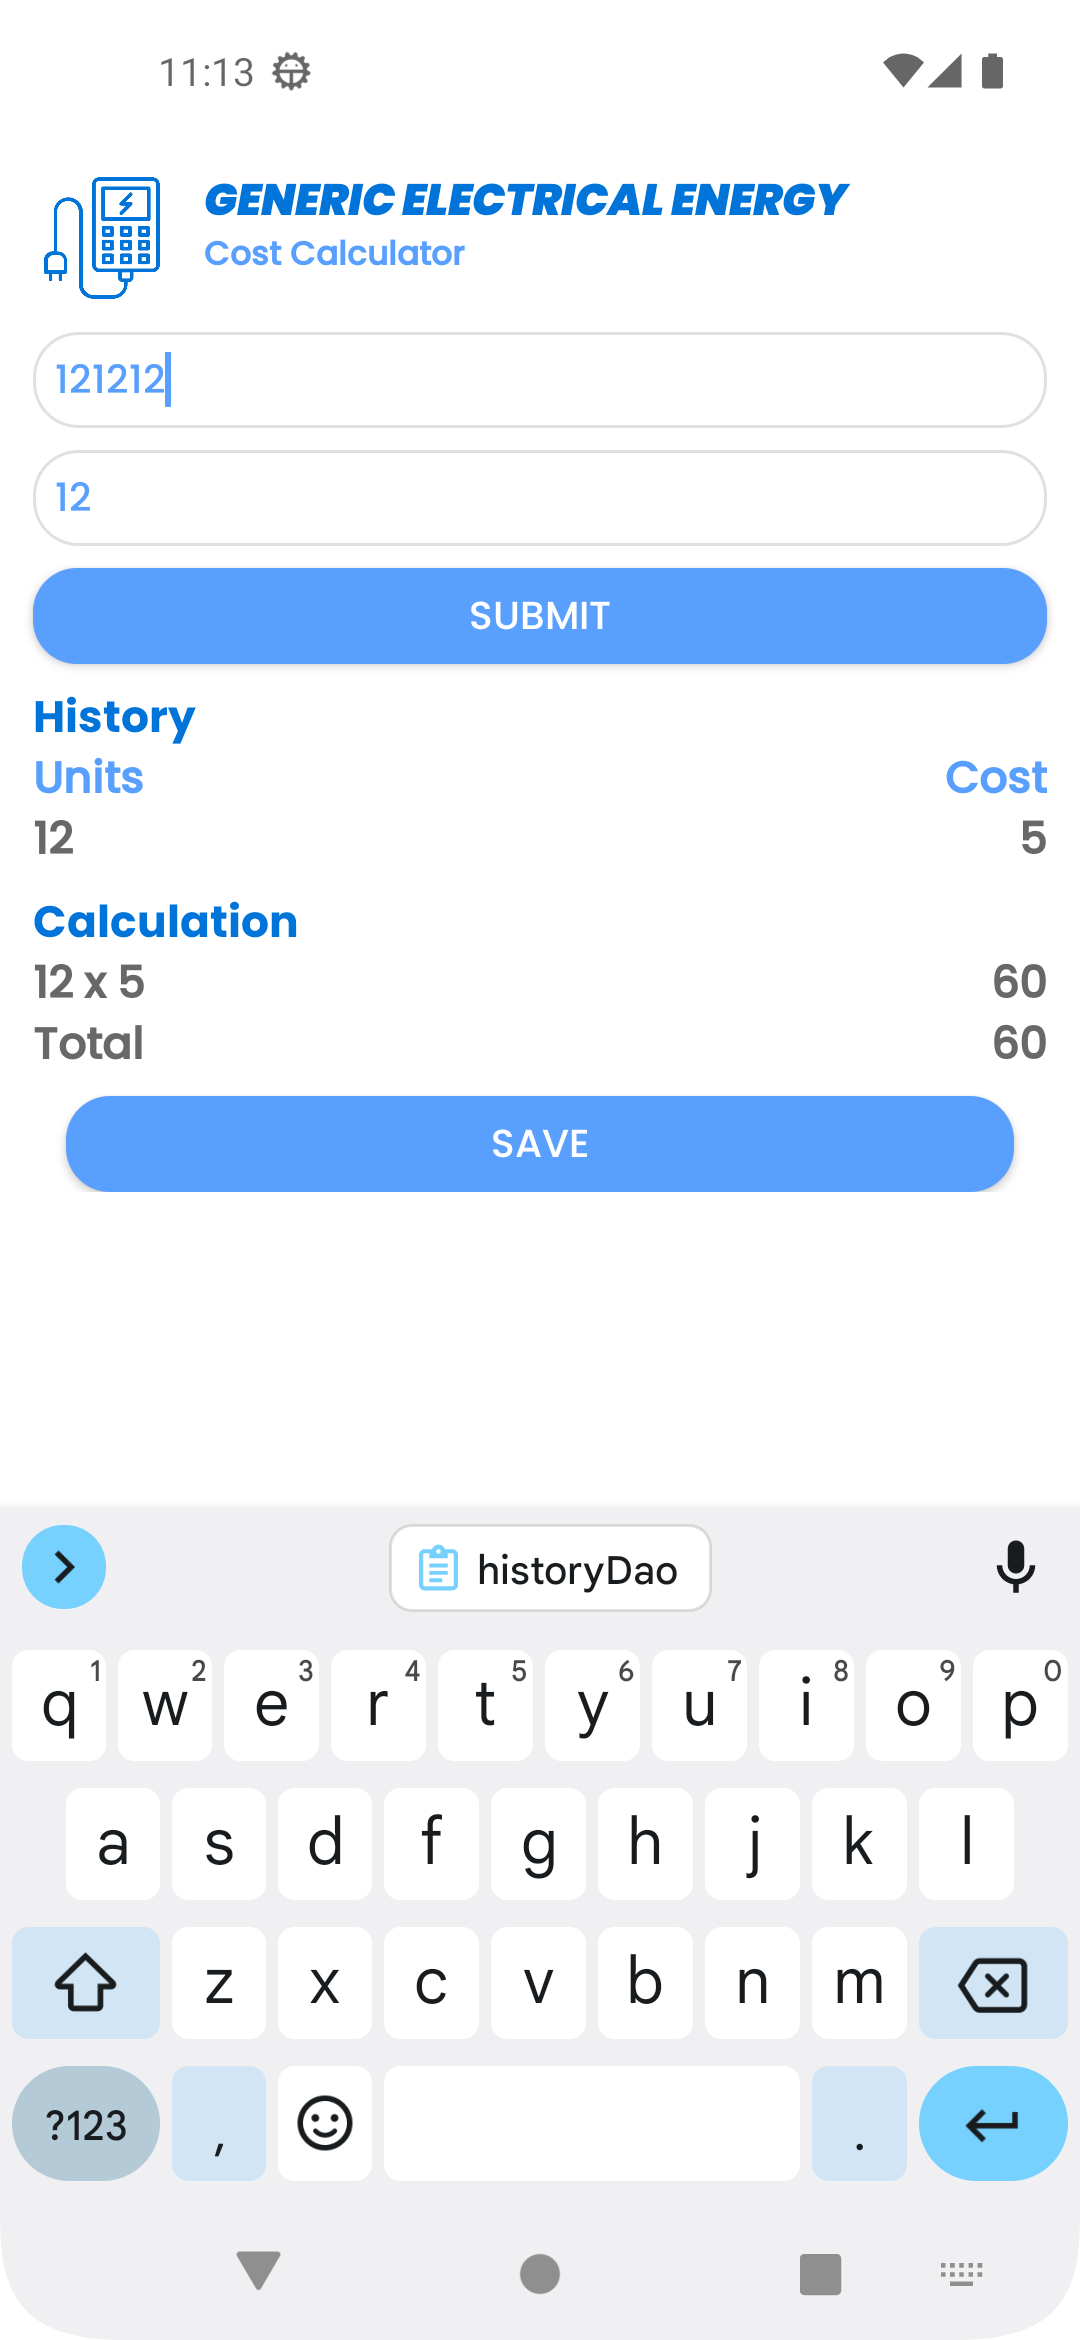 11:13
GENERIC ELECTRICAL ENERGY
Cost Calculator
121212
12
SUBMIT
History
Units Cost
12 5
Calculation
12 x 5 60
Total 60
SAVE
historyDao
q 1 w 2 e 3 r 4 t 5 y 6 u 7 i 8 o 9 p 0
a s d f g h j k l
z x c v b n m
?123 , .